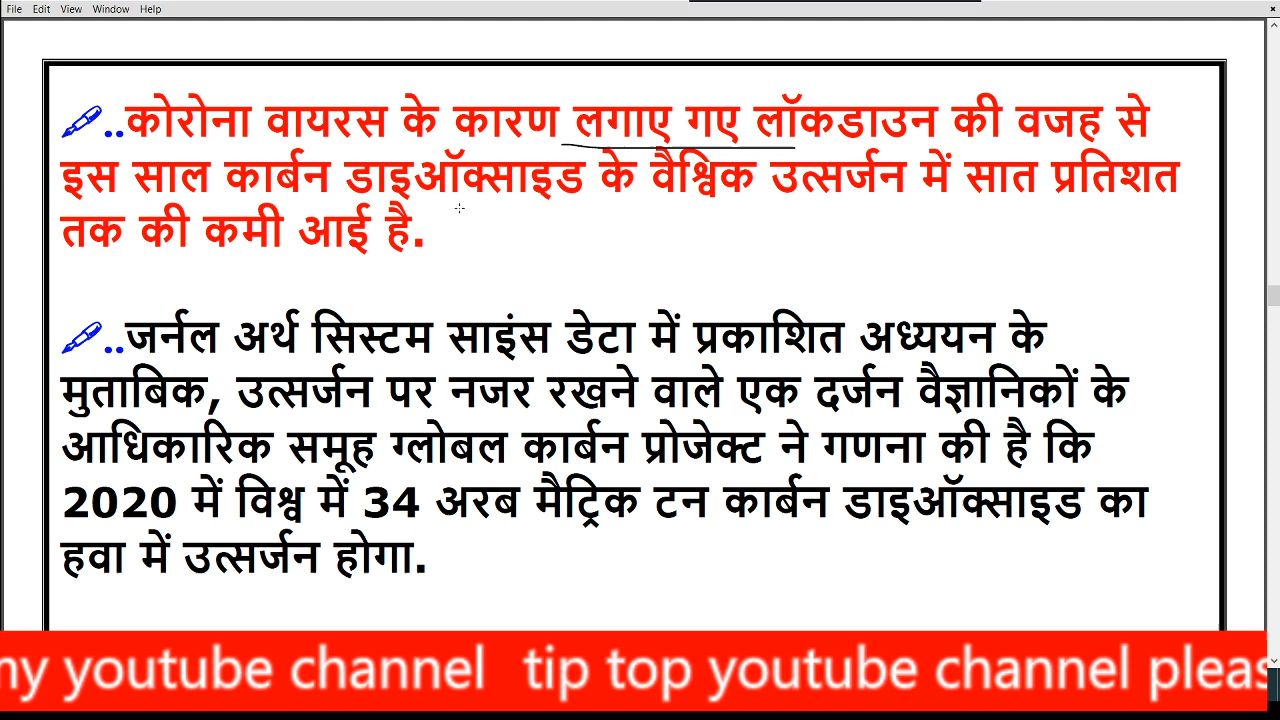 File Edit View Window Help
..कोरोना वायरस के कारण लगाए गए लॉकडाउन की वजह से
इस साल कार्बन डाइऑक्साइड के वैश्विक उत्सर्जन में सात प्रतिशत
तक की कमी आई है.
..जर्नल अर्थ सिस्टम साइंस डेटा में प्रकाशित अध्ययन के
मुताबिक, उत्सर्जन पर नजर रखने वाले एक दर्जन वैज्ञानिकों के
आधिकारिक समूह ग्लोबल कार्बन प्रोजेक्ट ने गणना की है कि
2020 में विश्व में 34 अरब मैट्रिक टन कार्बन डाइऑक्साइड का
हवा में उत्सर्जन होगा.
my youtube channel tip top youtube channel pleas